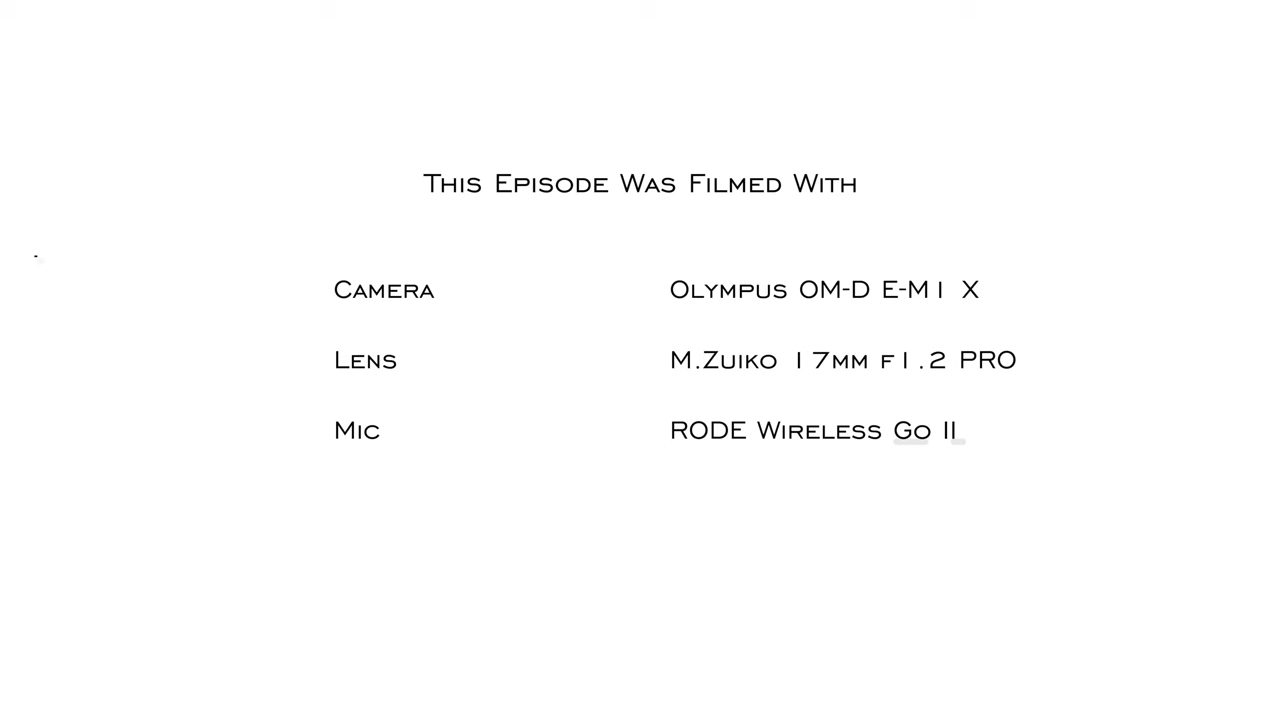 This Episode Was Filmed With
Camera Olympus OM-D E-M1 X
Lens M.Zuiko 17mm f1.2 PRO
Mic RODE Wireless Go II